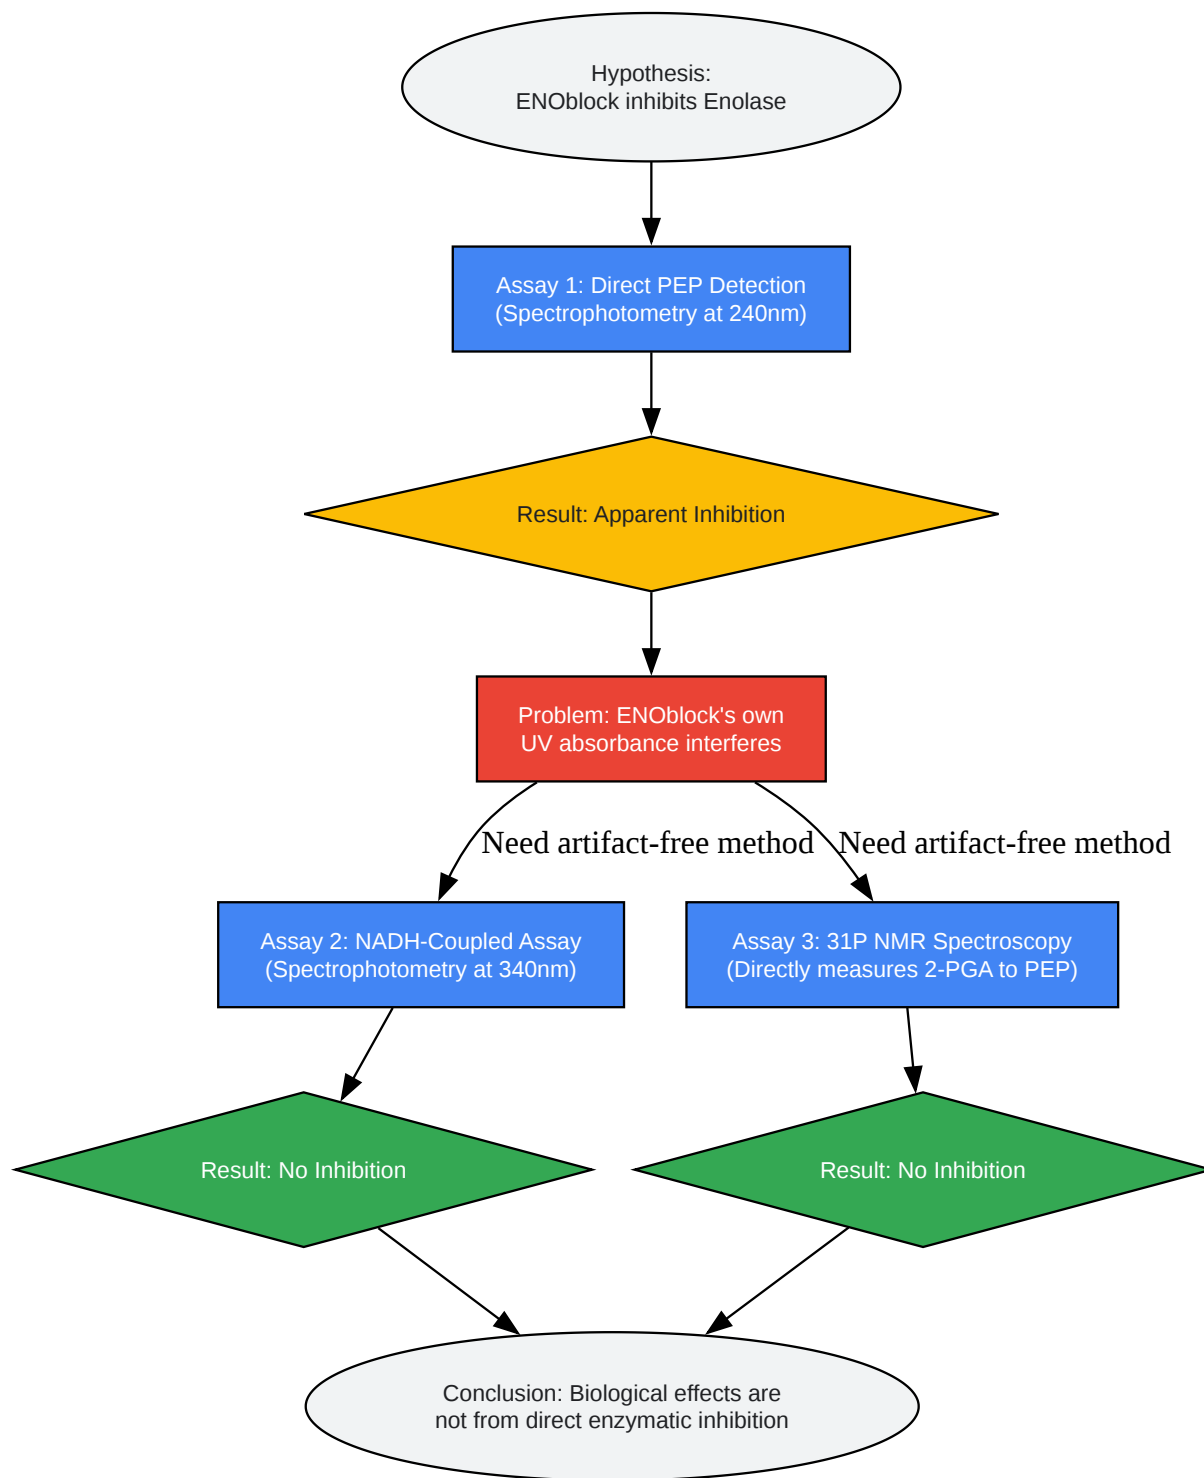 Hypothesis:
ENOblock inhibits Enolase
Assay 1: Direct PEP Detection
(Spectrophotometry at 240nm)
Result: Apparent Inhibition
Problem: ENOblock's own
UV absorbance interferes
Need artifact-free method
Need artifact-free method
Assay 2: NADH-Coupled Assay
(Spectrophotometry at 340nm)
Assay 3: 31P NMR Spectroscopy
(Directly measures 2-PGA to PEP)
Result: No Inhibition
Result: No Inhibition
Conclusion: Biological effects are
not from direct enzymatic inhibition